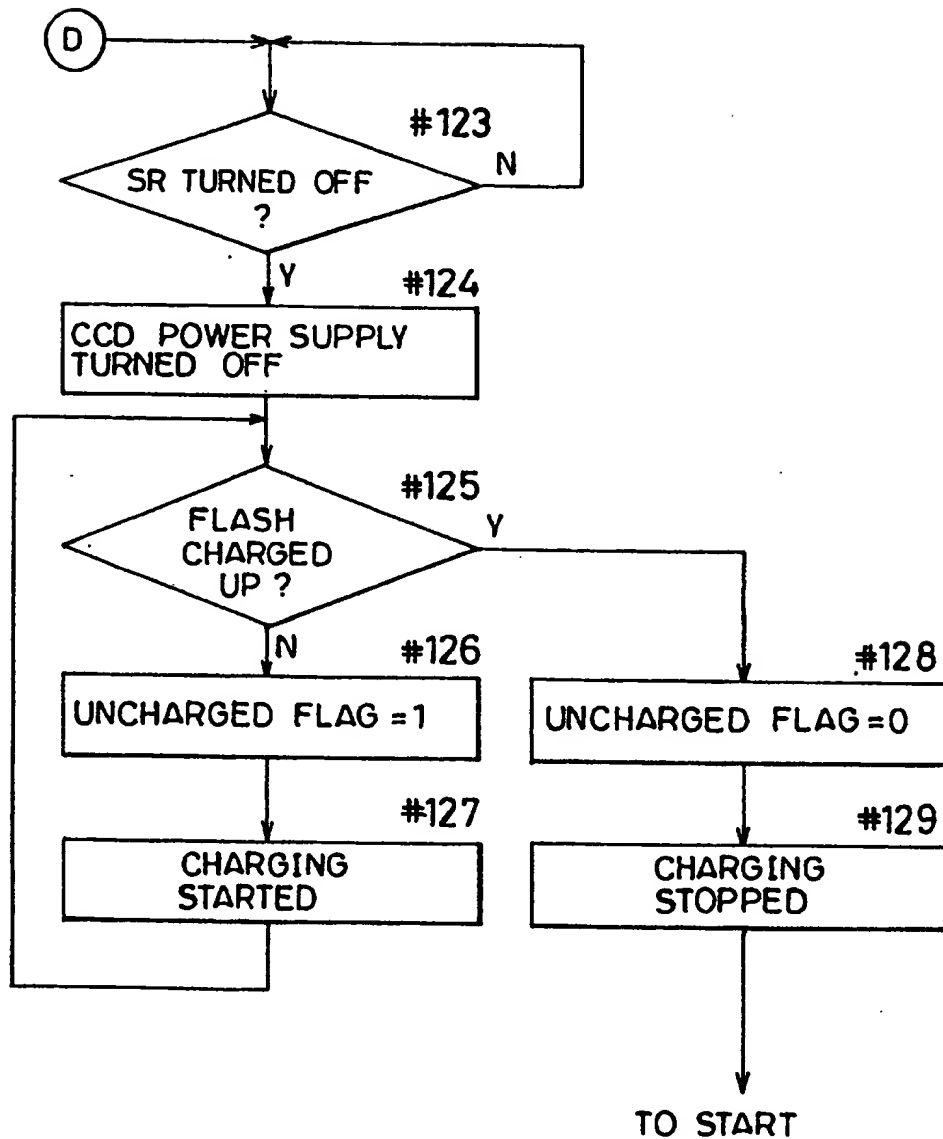 D
#123
SR TURNED OFF
?
N
Y
#124
CCD POWER SUPPLY
TURNED OFF
#125
FLASH
CHARGED
UP ?
Y
N
#126
UNCHARGED FLAG = 1
#127
CHARGING
STARTED
#128
UNCHARGED FLAG = 0
#129
CHARGING
STOPPED
TO START